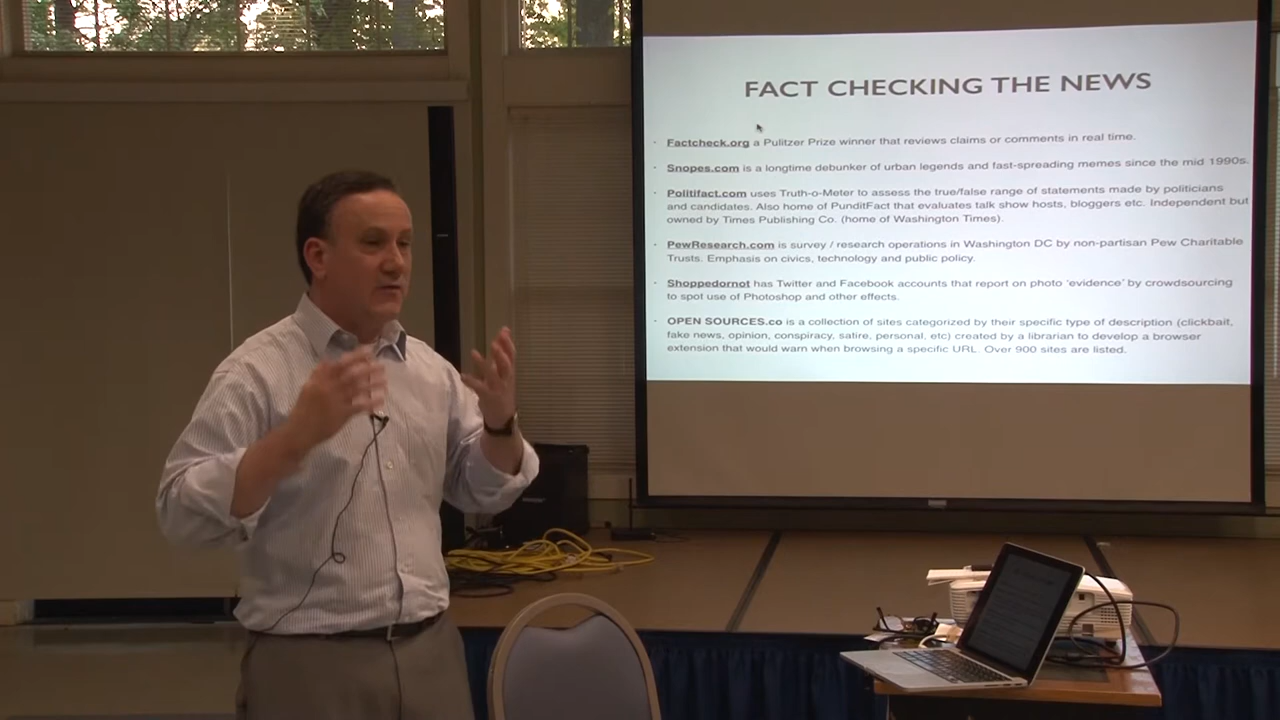 FACT CHECKING THE NEWS
· Factcheck.org a Pulitzer Prize winner that reviews claims or comments in real time.
· Snopes.com is a longtime debunker of urban legends and fast-spreading memes since the mid 1990s.
· Politifact.com uses Truth-o-Meter to assess the true/false range of statements made by politicians
and candidates. Also home of PunditFact that evaluates talk show hosts, bloggers etc. Independent but
owned by Times Publishing Co. (home of Washington Times).
· PewResearch.com is survey / research operations in Washington DC by non-partisan Pew Charitable
Trusts. Emphasis on civics, technology and public policy.
· Shoppedornot has Twitter and Facebook accounts that report on photo 'evidence' by crowdsourcing
to spot use of Photoshop and other effects.
· OPEN SOURCES.co is a collection of sites categorized by their specific type of description (clickbait,
fake news, opinion, conspiracy, satire, personal, etc) created by a librarian to develop a browser
extension that would warn when browsing a specific URL. Over 900 sites are listed.